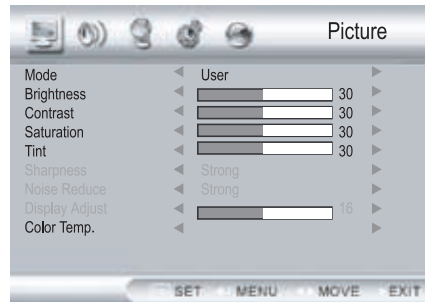 Picture
Mode User
Brightness 30
Contrast 30
Saturation 30
Tint 30
Sharpness Strong
Noise Reduce Strong
Display Adjust 16
Color Temp.
SET MENU MOVE EXIT